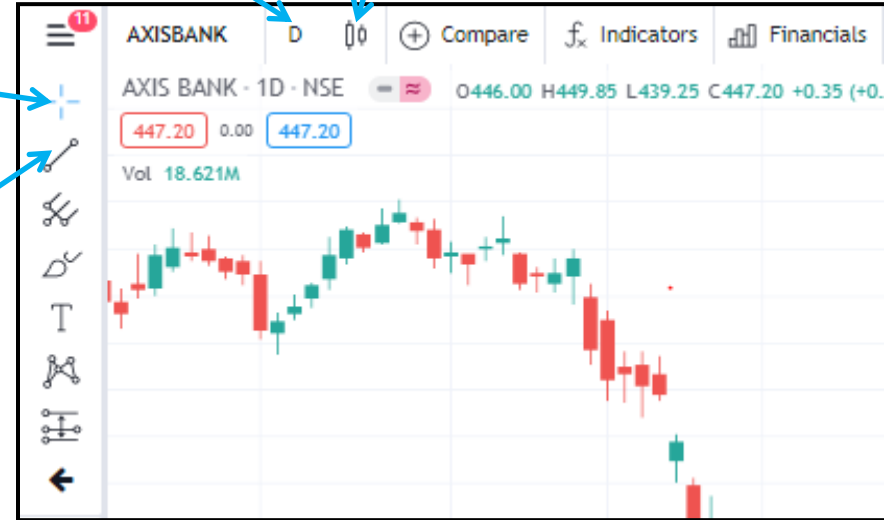 11
AXISBANK D Compare fx Indicators Financials
AXIS BANK · 1D · NSE O446.00 H449.85 L439.25 C447.20 +0.35 (+0.
447.20 0.00 447.20
Vol 18.621M
T